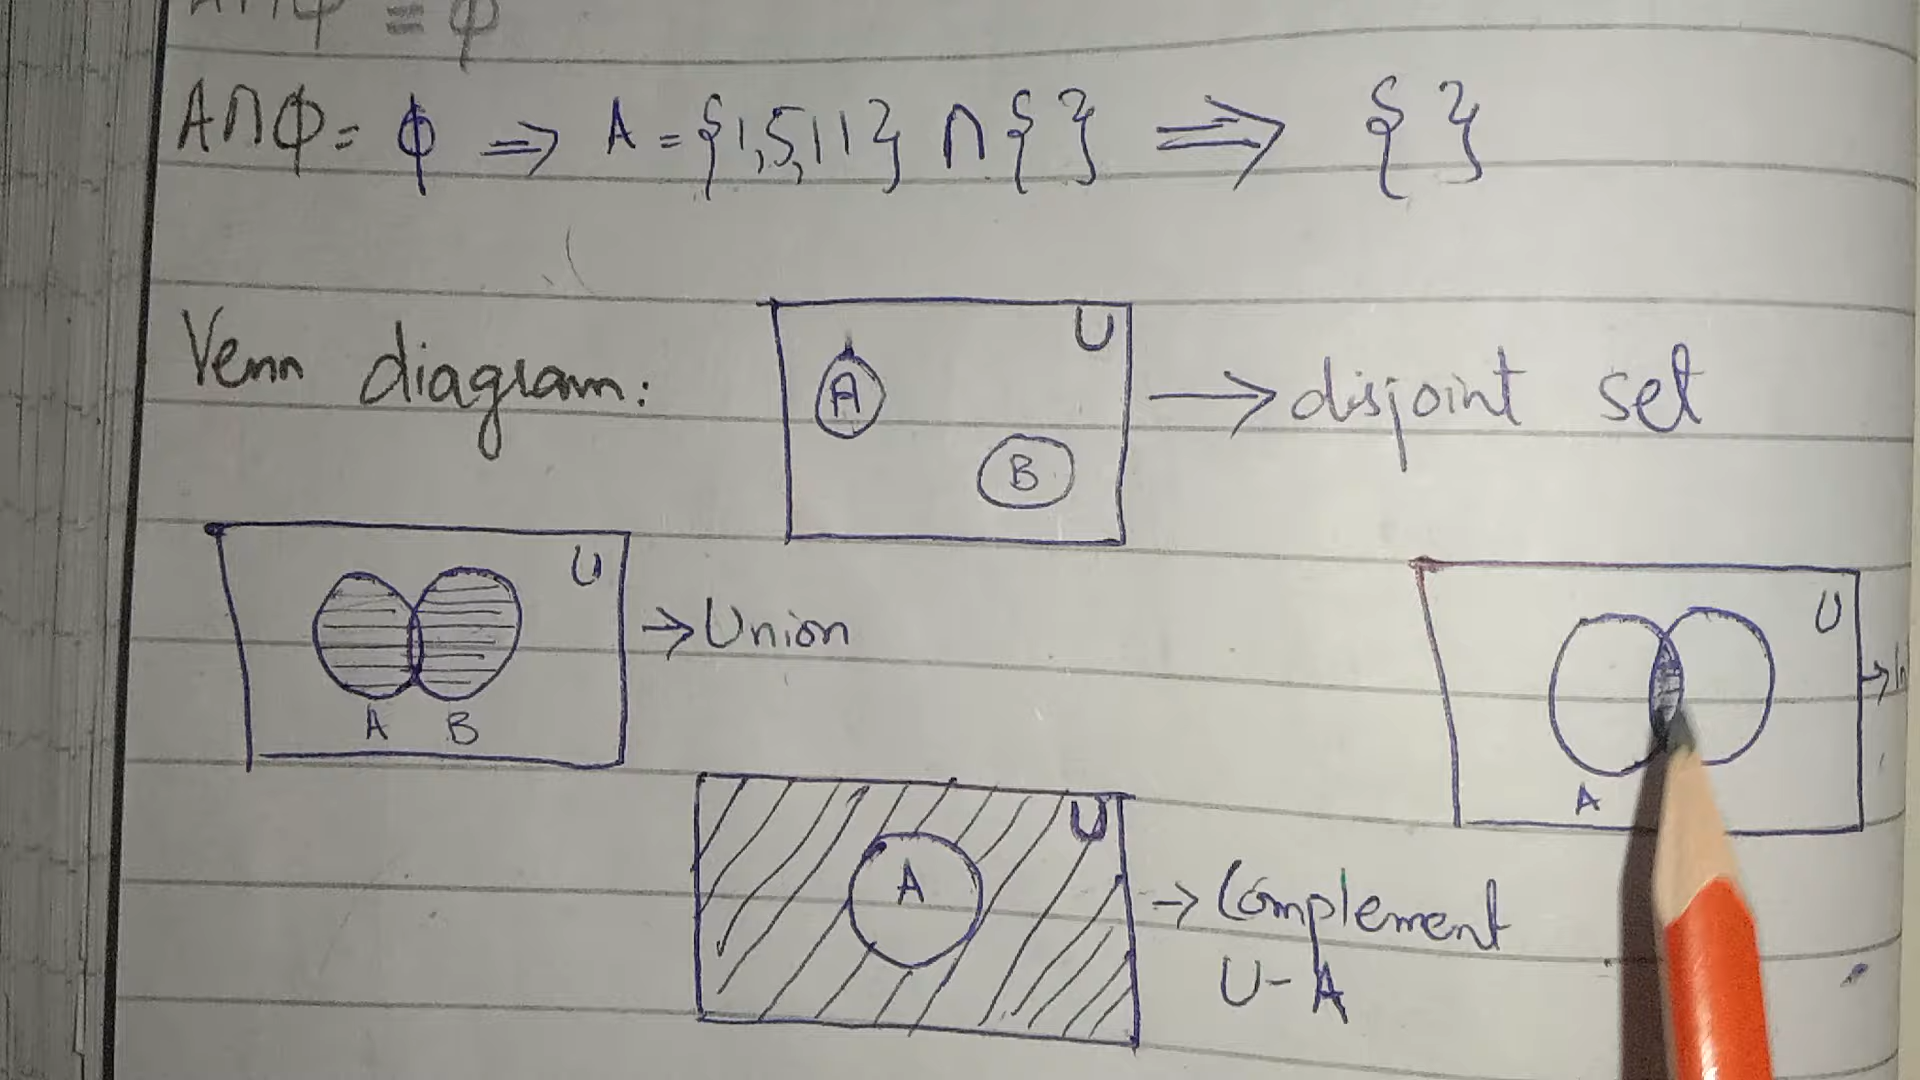 A∩ϕ = ϕ
A∩ϕ = ϕ ⇒ A = {1,5,11} ∩ { } ⟹ { }
Venn diagram:
U
A
B
→ disjoint set
U
A B
→ Union
U
A
U
A
→ Complement
U - A